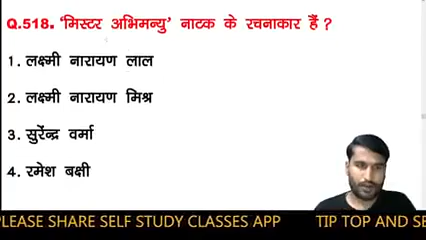 Q.518. 'मिस्टर अभिमन्यु' नाटक के रचनाकार हैं ?
1. लक्ष्मी नारायण लाल
2. लक्ष्मी नारायण मिश्र
3. सुरेंद्र वर्मा
4. रमेश बक्षी
PLEASE SHARE SELF STUDY CLASSES APP TIP TOP AND SE